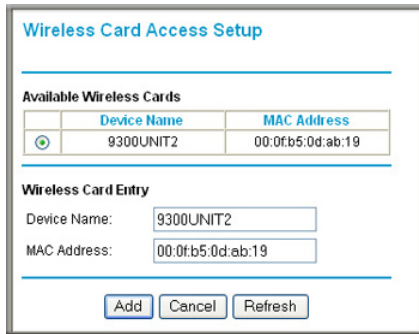 Wireless Card Access Setup
Available Wireless Cards
Device Name MAC Address
9300UNIT2 00:0f:b5:0d:ab:19
Wireless Card Entry
Device Name: 9300UNIT2
MAC Address: 00:0f:b5:0d:ab:19
Add Cancel Refresh